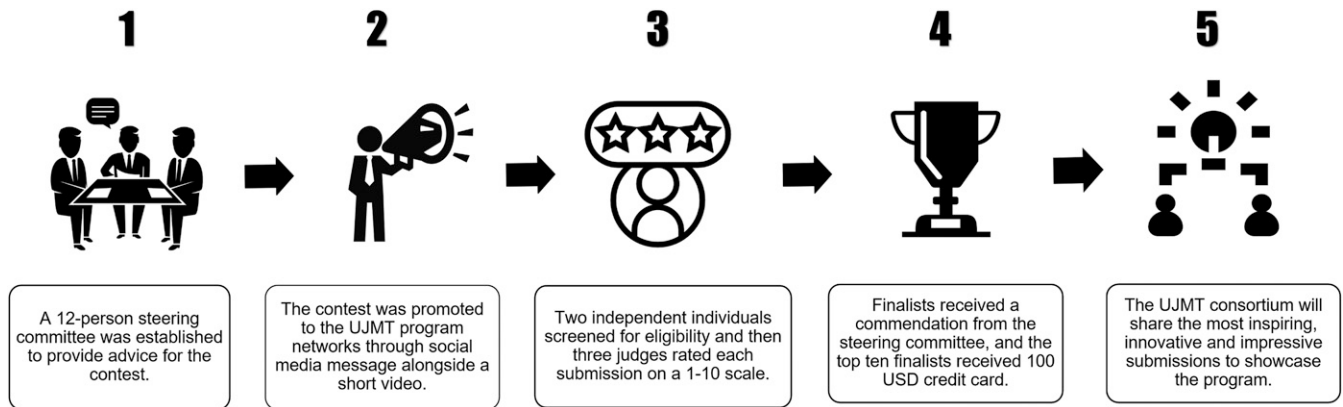 1
2
3
4
5
A 12-person steering
committee was established
to provide advice for the
contest.
The contest was promoted
to the UJMT program
networks through social
media message alongside a
short video.
Two independent individuals
screened for eligibility and then
three judges rated each
submission on a 1-10 scale.
Finalists received a
commendation from the
steering committee, and the
top ten finalists received 100
USD credit card.
The UJMT consortium will
share the most inspiring,
innovative and impressive
submissions to showcase
the program.